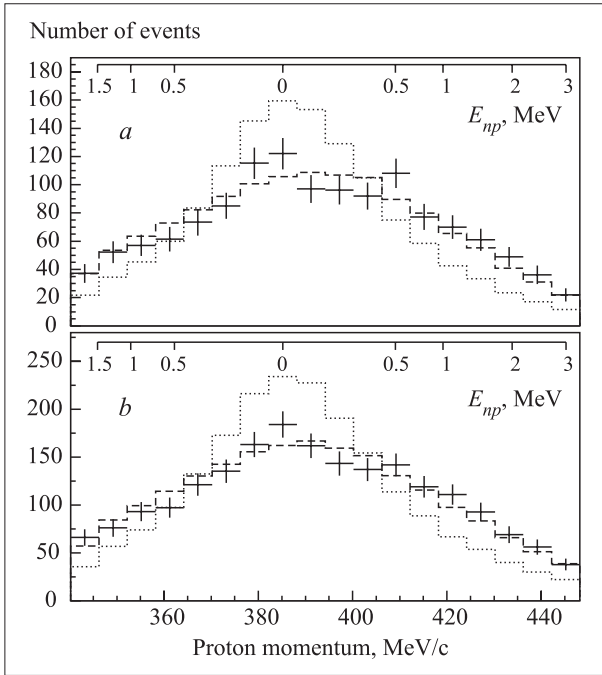 Number of events
180
160
140
120
100
80
60
40
20
0
1.5 1 0.5 0 0.5 1 2 3
a
E_np, MeV
250
200
150
100
50
0
1.5 1 0.5 0 0.5 1 2 3
b
E_np, MeV
360 380 400 420 440
Proton momentum, MeV/c